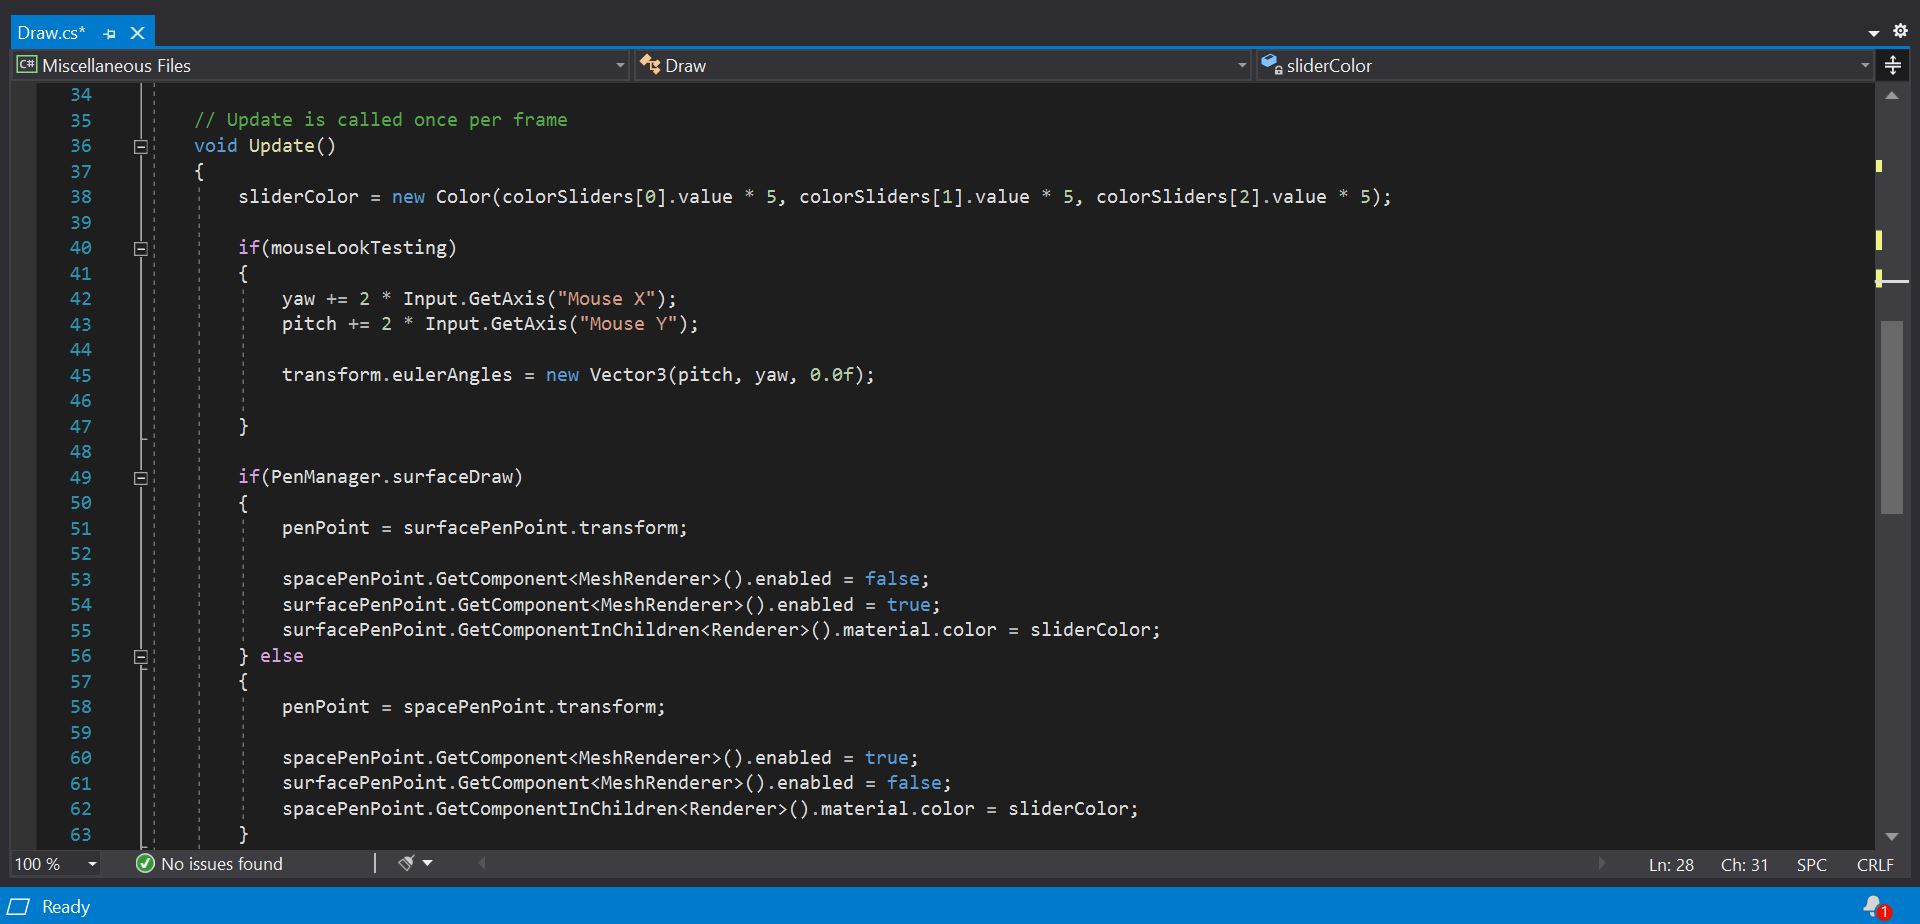 Draw.cs*
C# Miscellaneous Files Draw sliderColor
34
35 // Update is called once per frame
36 void Update()
37 {
38 sliderColor = new Color(colorSliders[0].value * 5, colorSliders[1].value * 5, colorSliders[2].value * 5);
39
40 if(mouseLookTesting)
41 {
42 yaw += 2 * Input.GetAxis("Mouse X");
43 pitch += 2 * Input.GetAxis("Mouse Y");
44
45 transform.eulerAngles = new Vector3(pitch, yaw, 0.0f);
46
47 }
48
49 if(PenManager.surfaceDraw)
50 {
51 penPoint = surfacePenPoint.transform;
52
53 spacePenPoint.GetComponent<MeshRenderer>().enabled = false;
54 surfacePenPoint.GetComponent<MeshRenderer>().enabled = true;
55 surfacePenPoint.GetComponentInChildren<Renderer>().material.color = sliderColor;
56 } else
57 {
58 penPoint = spacePenPoint.transform;
59
60 spacePenPoint.GetComponent<MeshRenderer>().enabled = true;
61 surfacePenPoint.GetComponent<MeshRenderer>().enabled = false;
62 spacePenPoint.GetComponentInChildren<Renderer>().material.color = sliderColor;
63 }
100 % No issues found Ln: 28 Ch: 31 SPC CRLF
Ready 1